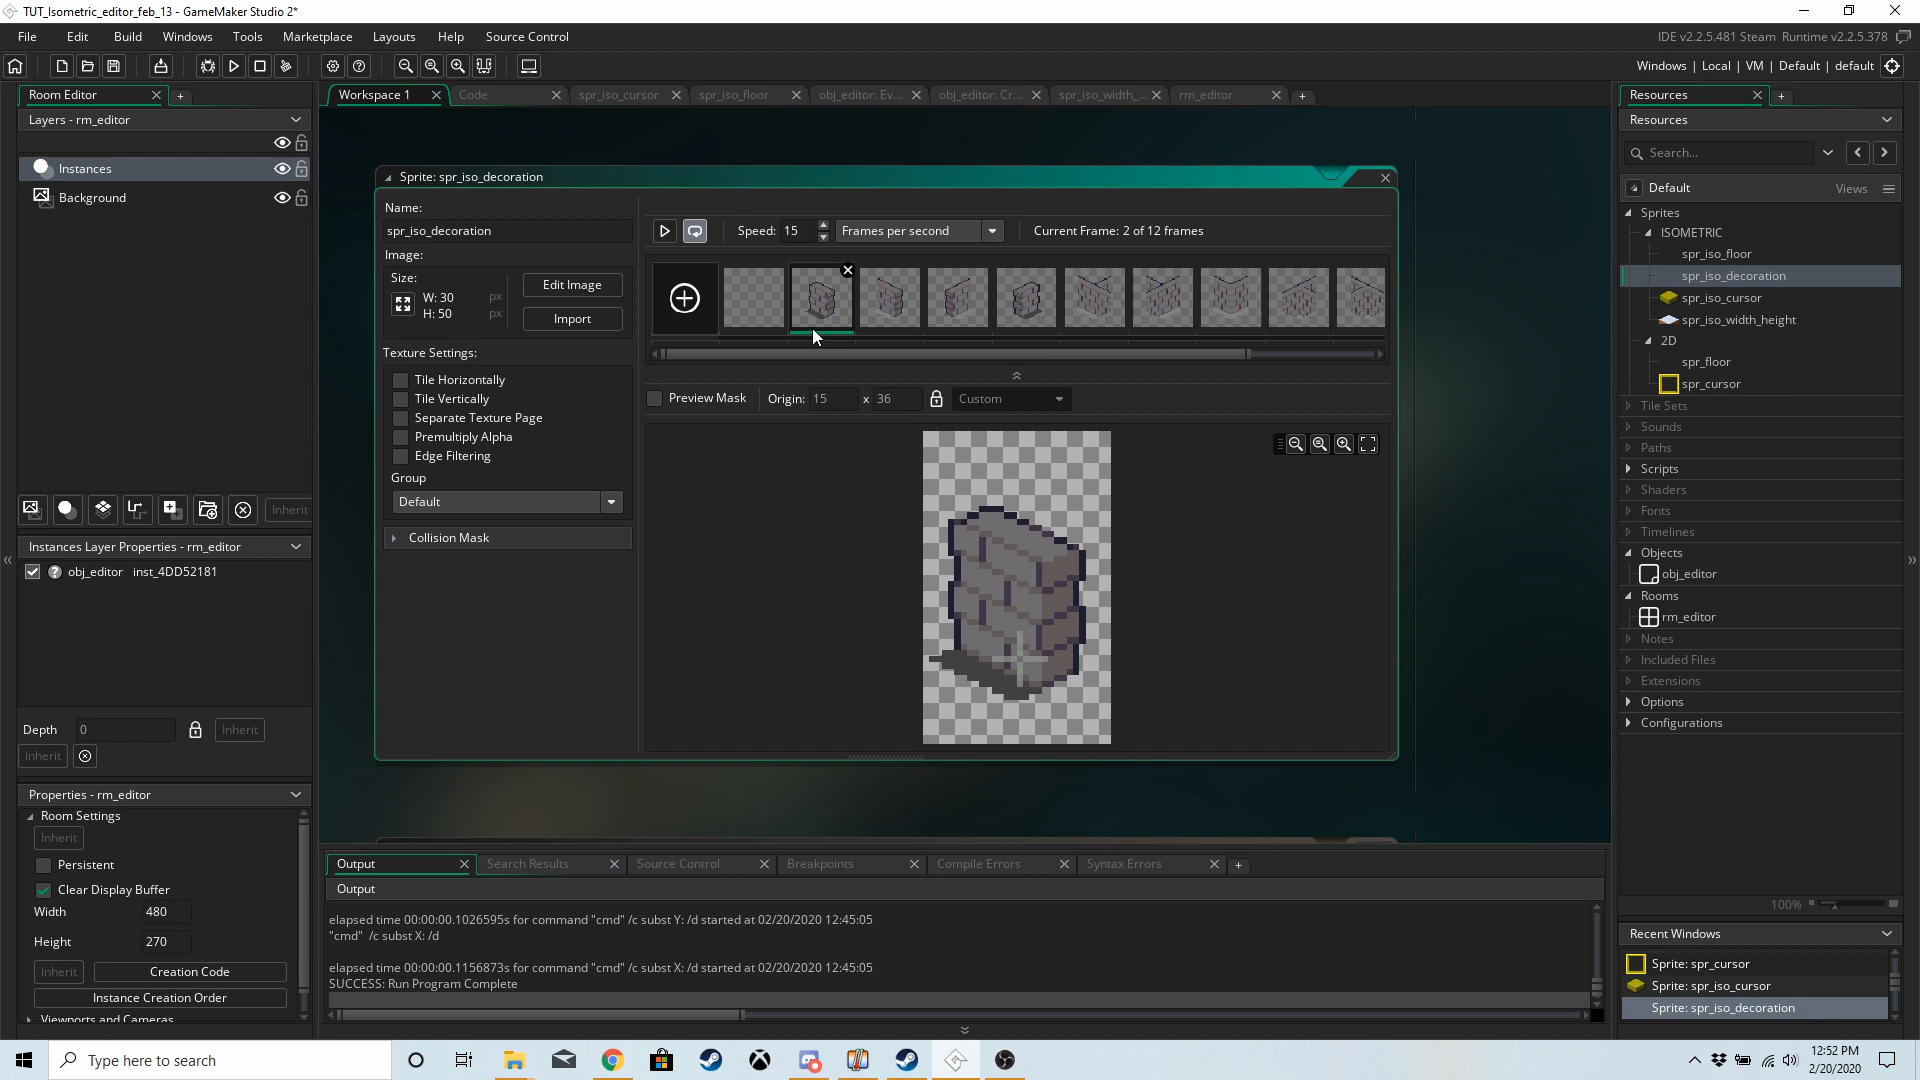 TUT_Isometric_editor_feb_13 - GameMaker Studio 2*
File Edit Build Windows Tools Marketplace Layouts Help Source Control
IDE v2.2.5.481 Steam Runtime v2.2.5.378
Windows | Local | VM | Default | default
Room Editor
Layers - rm_editor
Instances
Background
Inherit
Instances Layer Properties - rm_editor
obj_editor inst_4DD52181
Depth 0 Inherit
Inherit
Properties - rm_editor
Room Settings
Inherit
Persistent
Clear Display Buffer
Width 480
Height 270
Inherit Creation Code
Instance Creation Order
Viewports and Cameras
Workspace 1 Code spr_iso_cursor spr_iso_floor obj_editor: Ev... obj_editor: Cr... spr_iso_width_... rm_editor
Sprite: spr_iso_decoration
Name:
spr_iso_decoration
Image:
Size:
W: 30 px
H: 50 px
Edit Image
Import
Texture Settings:
Tile Horizontally
Tile Vertically
Separate Texture Page
Premultiply Alpha
Edge Filtering
Group
Default
Collision Mask
Speed: 15 Frames per second Current Frame: 2 of 12 frames
Preview Mask Origin: 15 x 36 Custom
Output Search Results Source Control Breakpoints Compile Errors Syntax Errors
Output
elapsed time 00:00:00.1026595s for command "cmd" /c subst Y: /d started at 02/20/2020 12:45:05
"cmd" /c subst X: /d
elapsed time 00:00:00.1156873s for command "cmd" /c subst X: /d started at 02/20/2020 12:45:05
SUCCESS: Run Program Complete
Resources
Resources
Search...
Default Views
Sprites
ISOMETRIC
spr_iso_floor
spr_iso_decoration
spr_iso_cursor
spr_iso_width_height
2D
spr_floor
spr_cursor
Tile Sets
Sounds
Paths
Scripts
Shaders
Fonts
Timelines
Objects
obj_editor
Rooms
rm_editor
Notes
Included Files
Extensions
Options
Configurations
100%
Recent Windows
Sprite: spr_cursor
Sprite: spr_iso_cursor
Sprite: spr_iso_decoration
Type here to search
12:52 PM
2/20/2020